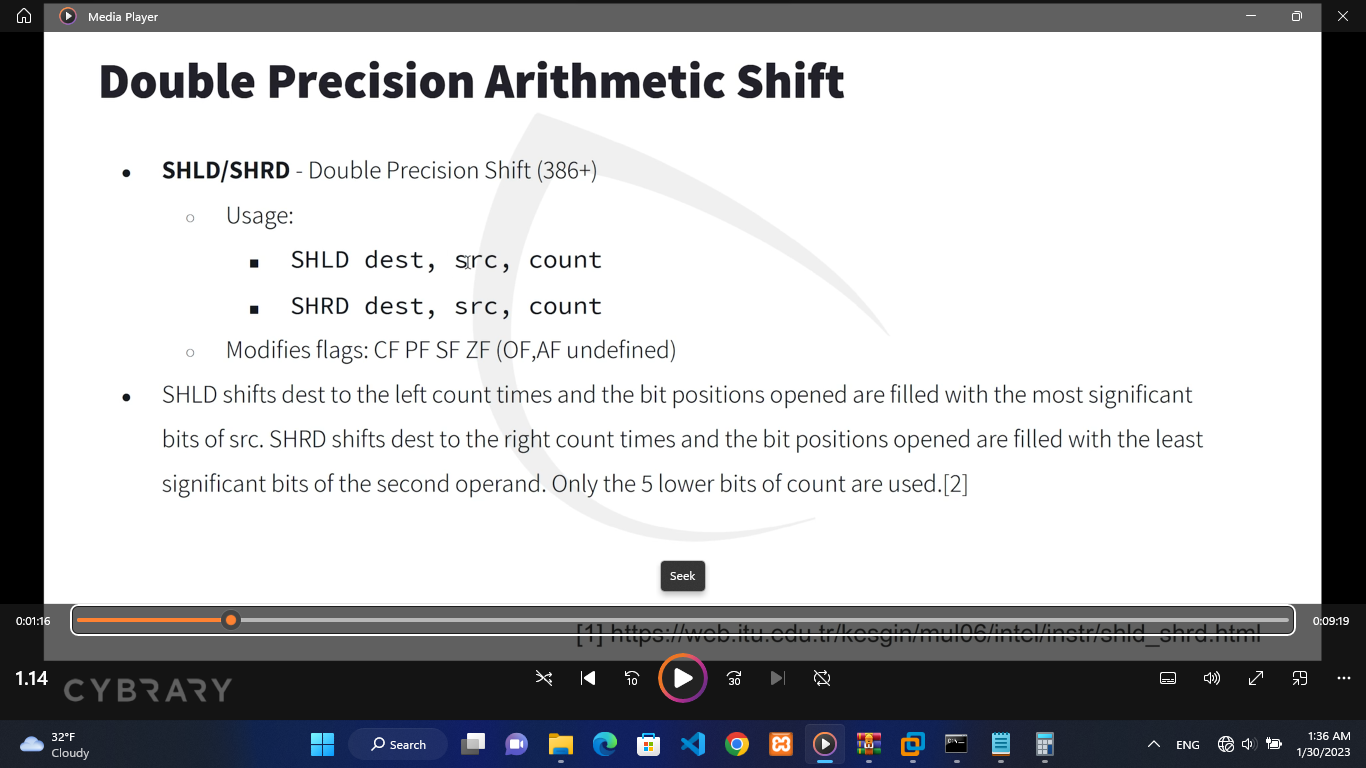 Media Player
Double Precision Arithmetic Shift
SHLD/SHRD - Double Precision Shift (386+)
Usage:
SHLD dest, src, count
SHRD dest, src, count
Modifies flags: CF PF SF ZF (OF,AF undefined)
SHLD shifts dest to the left count times and the bit positions opened are filled with the most significant
bits of src. SHRD shifts dest to the right count times and the bit positions opened are filled with the least
significant bits of the second operand. Only the 5 lower bits of count are used.[2]
Seek
0:01:16
0:09:19
[1] https://web.itu.edu.tr/kesgin/mul06/intel/instr/shld_shrd.html
1.14
CYBRARY
10
30
32°F
Cloudy
Search
ENG
1:36 AM
1/30/2023